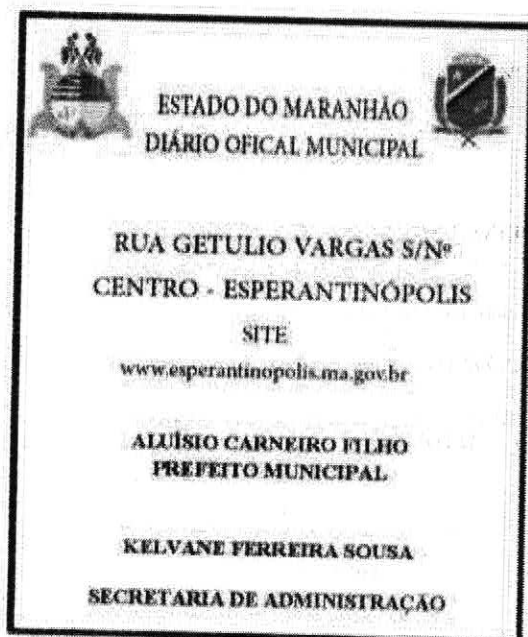 ESTADO DO MARANHÃO
DIÁRIO OFICAL MUNICIPAL
RUA GETULIO VARGAS S/Nº
CENTRO - ESPERANTINÓPOLIS
SITE
www.esperantinopolis.ma.gov.br
ALUÍSIO CARNEIRO FILHO
PREFEITO MUNICIPAL
KELVANE FERREIRA SOUSA
SECRETARIA DE ADMINISTRAÇÃO